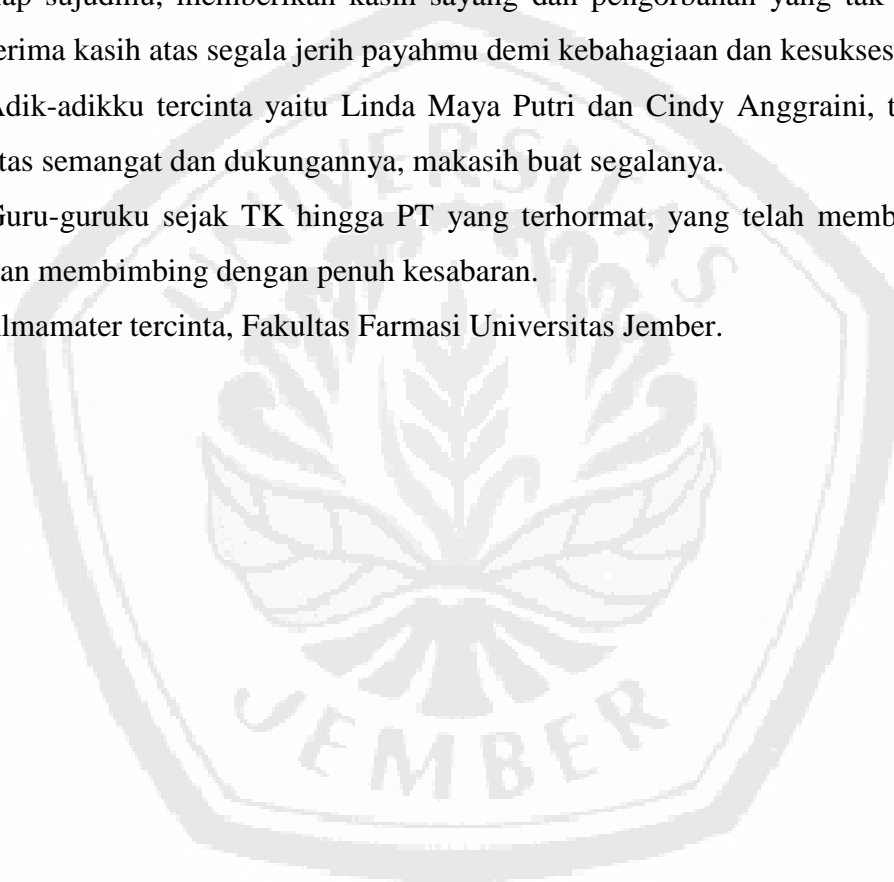 ap sujudmu, memberikan kasih sayang dan pengorbanan yang tak
erima kasih atas segala jerih payahmu demi kebahagiaan dan kesukses
Adik-adikku tercinta yaitu Linda Maya Putri dan Cindy Anggraini, t
tas semangat dan dukungannya, makasih buat segalanya.
Guru-guruku sejak TK hingga PT yang terhormat, yang telah memb
an membimbing dengan penuh kesabaran.
lmamater tercinta, Fakultas Farmasi Universitas Jember.
UNIVERSITAS
JEMBER